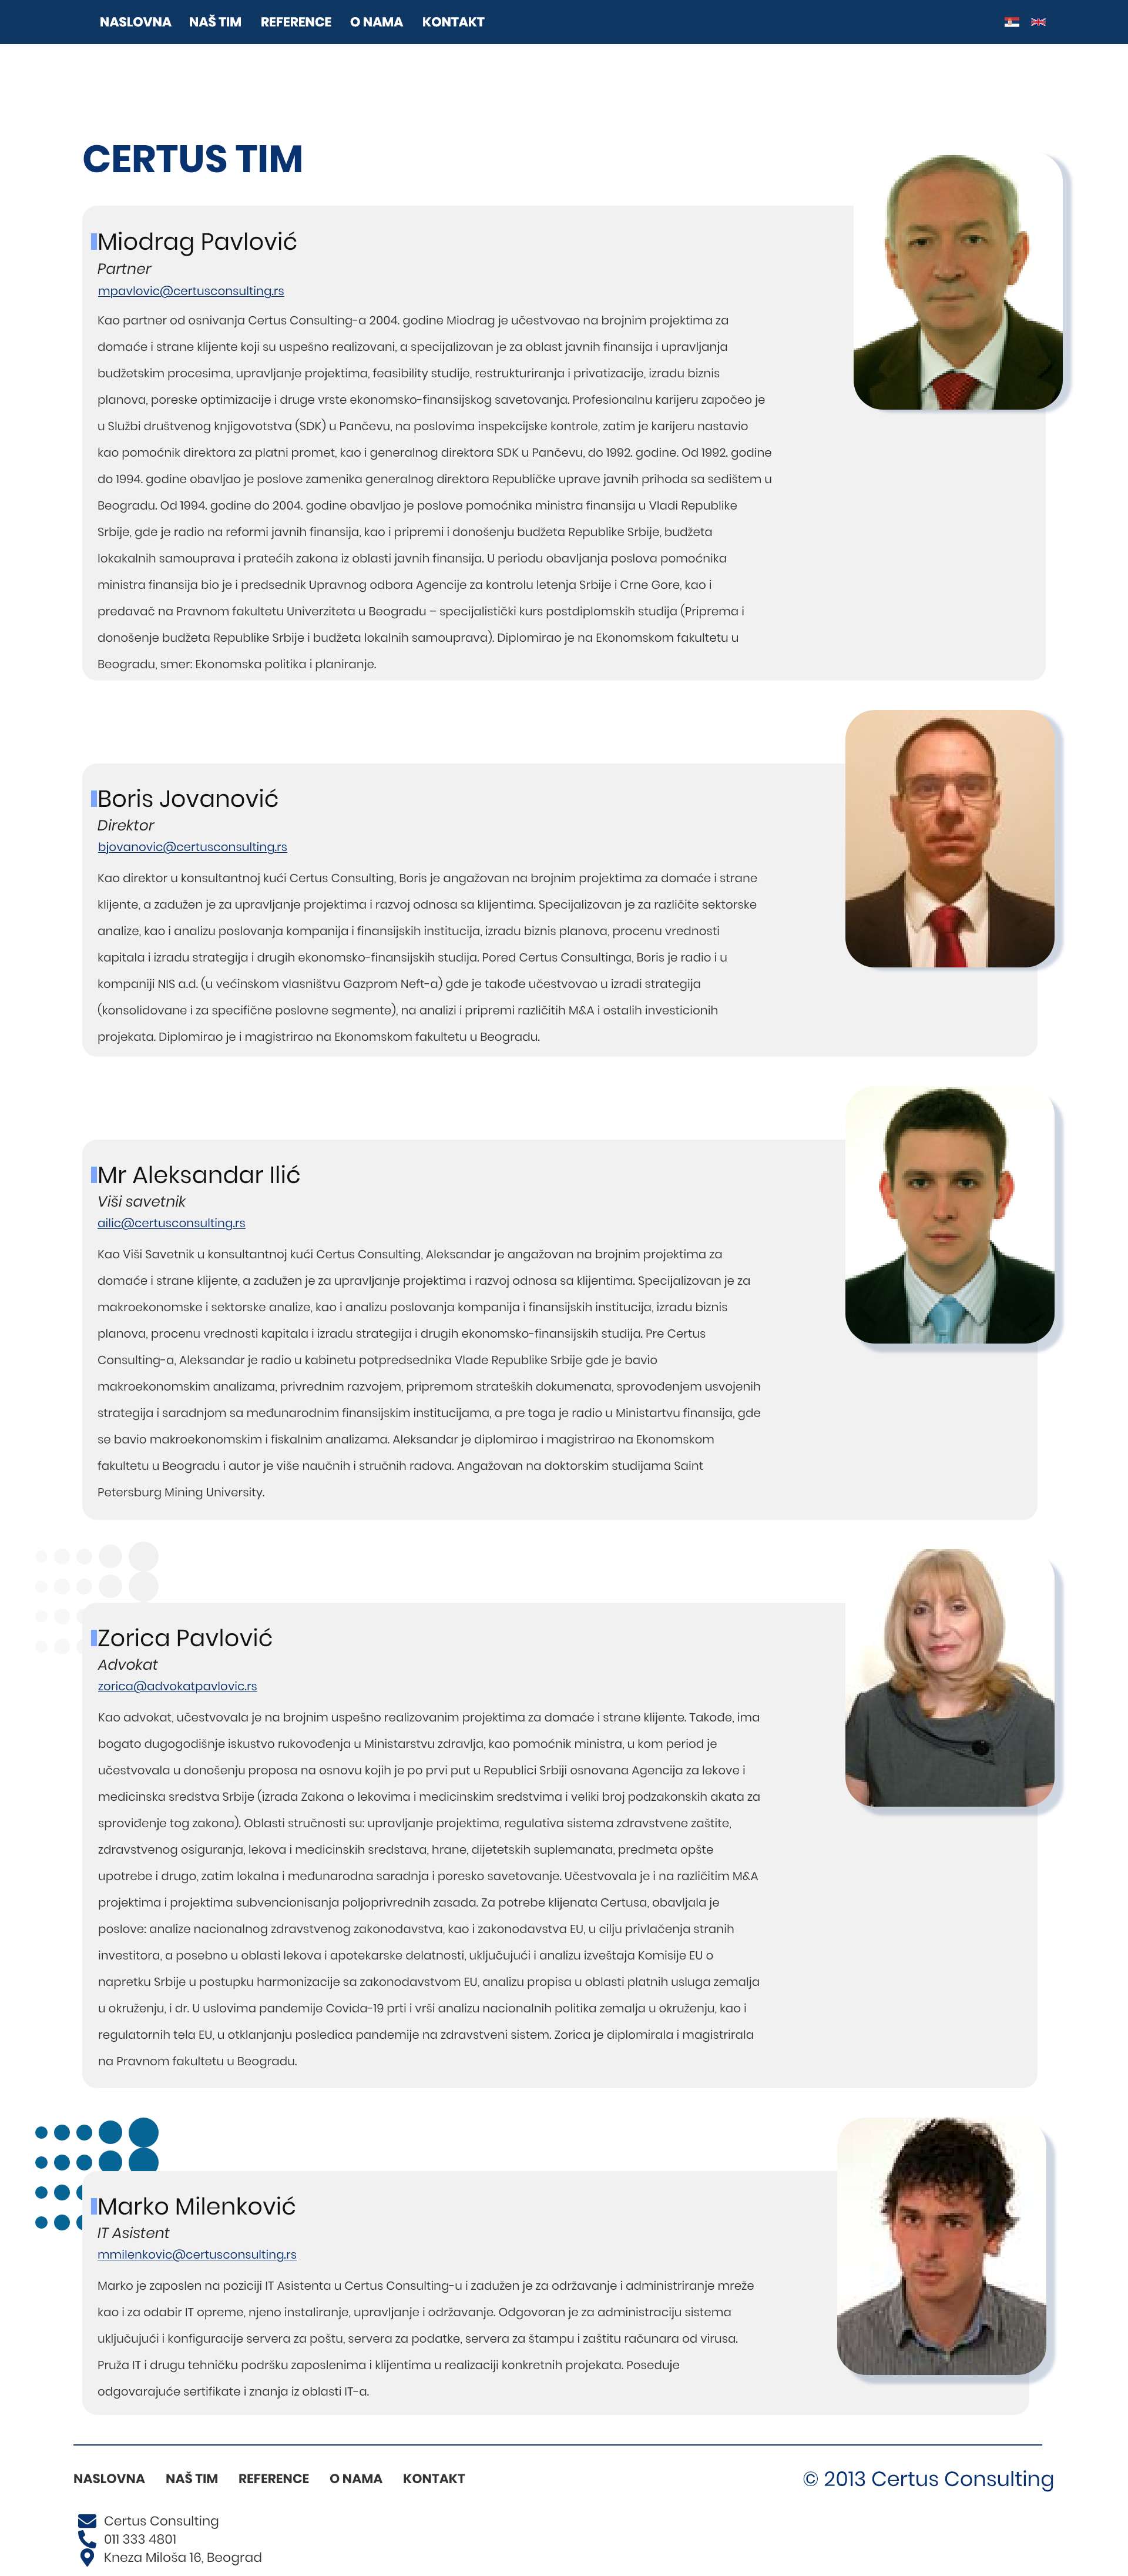 NASLOVNA NAŠ TIM REFERENCE O NAMA KONTAKT
CERTUS TIM
Miodrag Pavlović
Partner
mpavlovic@certusconsulting.rs
Kao partner od osnivanja Certus Consulting-a 2004. godine Miodrag je učestvovao na brojnim projektima za
domaće i strane klijente koji su uspešno realizovani, a specijalizovan je za oblast javnih finansija i upravljanja
budžetskim procesima, upravljanje projektima, feasibility studije, restrukturiranja i privatizacije, izradu biznis
planova, poreske optimizacije i druge vrste ekonomsko-finansijskog savetovanja. Profesionalnu karijeru započeo je
u Službi društvenog knjigovotstva (SDK) u Pančevu, na poslovima inspekcijske kontrole, zatim je karijeru nastavio
kao pomoćnik direktora za platni promet, kao i generalnog direktora SDK u Pančevu, do 1992. godine. Od 1992. godine
do 1994. godine obavljao je poslove zamenika generalnog direktora Republičke uprave javnih prihoda sa sedištem u
Beogradu. Od 1994. godine do 2004. godine obavljao je poslove pomoćnika ministra finansija u Vladi Republike
Srbije, gde je radio na reformi javnih finansija, kao i pripremi i donošenju budžeta Republike Srbije, budžeta
lokakalnih samouprava i pratećih zakona iz oblasti javnih finansija. U periodu obavljanja poslova pomoćnika
ministra finansija bio je i predsednik Upravnog odbora Agencije za kontrolu letenja Srbije i Crne Gore, kao i
predavač na Pravnom fakultetu Univerziteta u Beogradu – specijalistički kurs postdiplomskih studija (Priprema i
donošenje budžeta Republike Srbije i budžeta lokalnih samouprava). Diplomirao je na Ekonomskom fakultetu u
Beogradu, smer: Ekonomska politika i planiranje.
Boris Jovanović
Direktor
bjovanovic@certusconsulting.rs
Kao direktor u konsultantnoj kući Certus Consulting, Boris je angažovan na brojnim projektima za domaće i strane
klijente, a zadužen je za upravljanje projektima i razvoj odnosa sa klijentima. Specijalizovan je za različite sektorske
analize, kao i analizu poslovanja kompanija i finansijskih institucija, izradu biznis planova, procenu vrednosti
kapitala i izradu strategija i drugih ekonomsko-finansijskih studija. Pored Certus Consultinga, Boris je radio i u
kompaniji NIS a.d. (u većinskom vlasništvu Gazprom Neft-a) gde je takođe učestvovao u izradi strategija
(konsolidovane i za specifične poslovne segmente), na analizi i pripremi različitih M&A i ostalih investicionih
projekata. Diplomirao je i magistrirao na Ekonomskom fakultetu u Beogradu.
Mr Aleksandar Ilić
Viši savetnik
ailic@certusconsulting.rs
Kao Viši Savetnik u konsultantnoj kući Certus Consulting, Aleksandar je angažovan na brojnim projektima za
domaće i strane klijente, a zadužen je za upravljanje projektima i razvoj odnosa sa klijentima. Specijalizovan je za
makroekonomske i sektorske analize, kao i analizu poslovanja kompanija i finansijskih institucija, izradu biznis
planova, procenu vrednosti kapitala i izradu strategija i drugih ekonomsko-finansijskih studija. Pre Certus
Consulting-a, Aleksandar je radio u kabinetu potpredsednika Vlade Republike Srbije gde je bavio
makroekonomskim analizama, privrednim razvojem, pripremom strateških dokumenata, sprovođenjem usvojenih
strategija i saradnjom sa međunarodnim finansijskim institucijama, a pre toga je radio u Ministartvu finansija, gde
se bavio makroekonomskim i fiskalnim analizama. Aleksandar je diplomirao i magistrirao na Ekonomskom
fakultetu u Beogradu i autor je više naučnih i stručnih radova. Angažovan na doktorskim studijama Saint
Petersburg Mining University.
Zorica Pavlović
Advokat
zorica@advokatpavlovic.rs
Kao advokat, učestvovala je na brojnim uspešno realizovanim projektima za domaće i strane klijente. Takođe, ima
bogato dugogodišnje iskustvo rukovođenja u Ministarstvu zdravlja, kao pomoćnik ministra, u kom period je
učestvovala u donošenju proposa na osnovu kojih je po prvi put u Republici Srbiji osnovana Agencija za lekove i
medicinska sredstva Srbije (izrada Zakona o lekovima i medicinskim sredstvima i veliki broj podzakonskih akata za
sproviđenje tog zakona). Oblasti stručnosti su: upravljanje projektima, regulativa sistema zdravstvene zaštite,
zdravstvenog osiguranja, lekova i medicinskih sredstava, hrane, dijetetskih suplemanata, predmeta opšte
upotrebe i drugo, zatim lokalna i međunarodna saradnja i poresko savetovanje. Učestvovala je i na različitim M&A
projektima i projektima subvencionisanja poljoprivrednih zasada. Za potrebe klijenata Certusa, obavljala je
poslove: analize nacionalnog zdravstvenog zakonodavstva, kao i zakonodavstva EU, u cilju privlačenja stranih
investitora, a posebno u oblasti lekova i apotekarske delatnosti, uključujući i analizu izveštaja Komisije EU o
napretku Srbije u postupku harmonizacije sa zakonodavstvom EU, analizu propisa u oblasti platnih usluga zemalja
u okruženju, i dr. U uslovima pandemije Covida-19 prti i vrši analizu nacionalnih politika zemalja u okruženju, kao i
regulatornih tela EU, u otklanjanju posledica pandemije na zdravstveni sistem. Zorica je diplomirala i magistrirala
na Pravnom fakultetu u Beogradu.
Marko Milenković
IT Asistent
mmilenkovic@certusconsulting.rs
Marko je zaposlen na poziciji IT Asistenta u Certus Consulting-u i zadužen je za održavanje i administriranje mreže
kao i za odabir IT opreme, njeno instaliranje, upravljanje i održavanje. Odgovoran je za administraciju sistema
uključujući i konfiguracije servera za poštu, servera za podatke, servera za štampu i zaštitu računara od virusa.
Pruža IT i drugu tehničku podršku zaposlenima i klijentima u realizaciji konkretnih projekata. Poseduje
odgovarajuće sertifikate i znanja iz oblasti IT-a.
NASLOVNA NAŠ TIM REFERENCE O NAMA KONTAKT
© 2013 Certus Consulting
Certus Consulting
011 333 4801
Kneza Miloša 16, Beograd